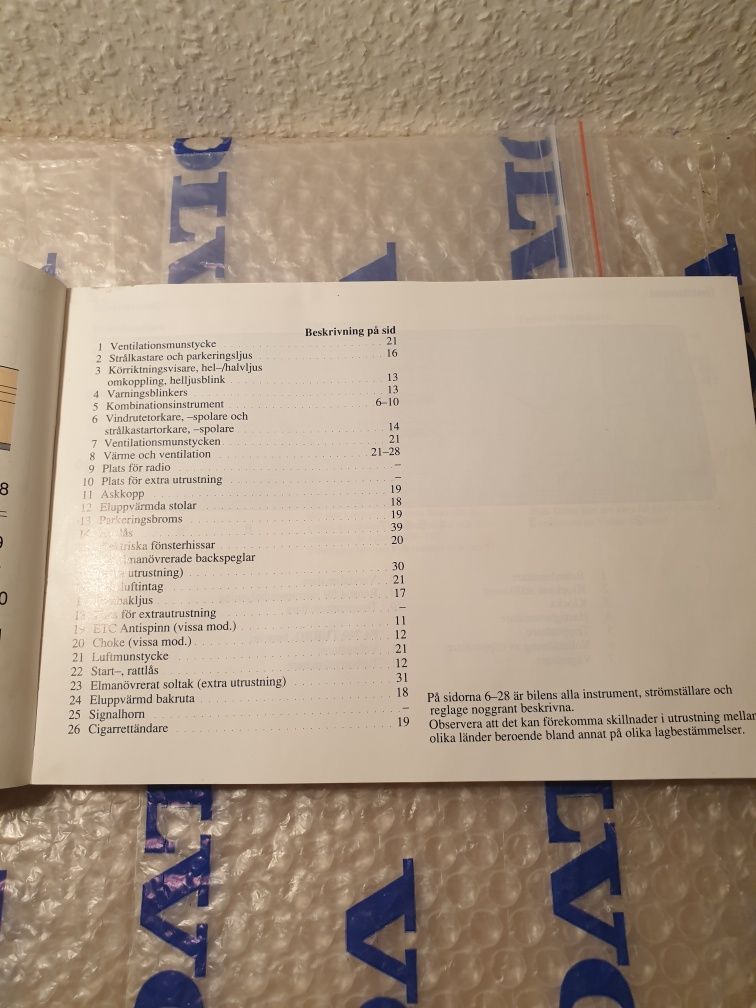 Beskrivning på sid
1 Ventilationsmunstycke 21
2 Strålkastare och parkeringsljus 16
3 Körriktningsvisare, hel–/halvljus
omkoppling, helljusblink 13
4 Varningsblinkers 13
5 Kombinationsinstrument 6–10
6 Vindrutetorkare, –spolare och
strålkastartorkare, –spolare 14
7 Ventilationsmunstycken 21
8 Värme och ventilation 21–28
9 Plats för radio –
10 Plats för extra utrustning –
11 Askkopp 19
12 Eluppvärmda stolar 18
13 Parkeringsbroms 19
39
fönsterhissar 20
backspeglar
utrustning) 30
luftintag 21
17
för extrautrustning –
19 ETC Antispinn (vissa mod.) 11
20 Choke (vissa mod.) 12
21 Luftmunstycke 21
22 Start–, rattlås 12
23 Elmanövrerat soltak (extra utrustning) 31
24 Eluppvärmd bakruta 18
25 Signalhorn –
26 Cigarrettändare 19
På sidorna 6–28 är bilens alla instrument, strömställare och
reglage noggrant beskrivna.
Observera att det kan förekomma skillnader i utrustning mellan
olika länder beroende bland annat på olika lagbestämmelser.
8
9
0